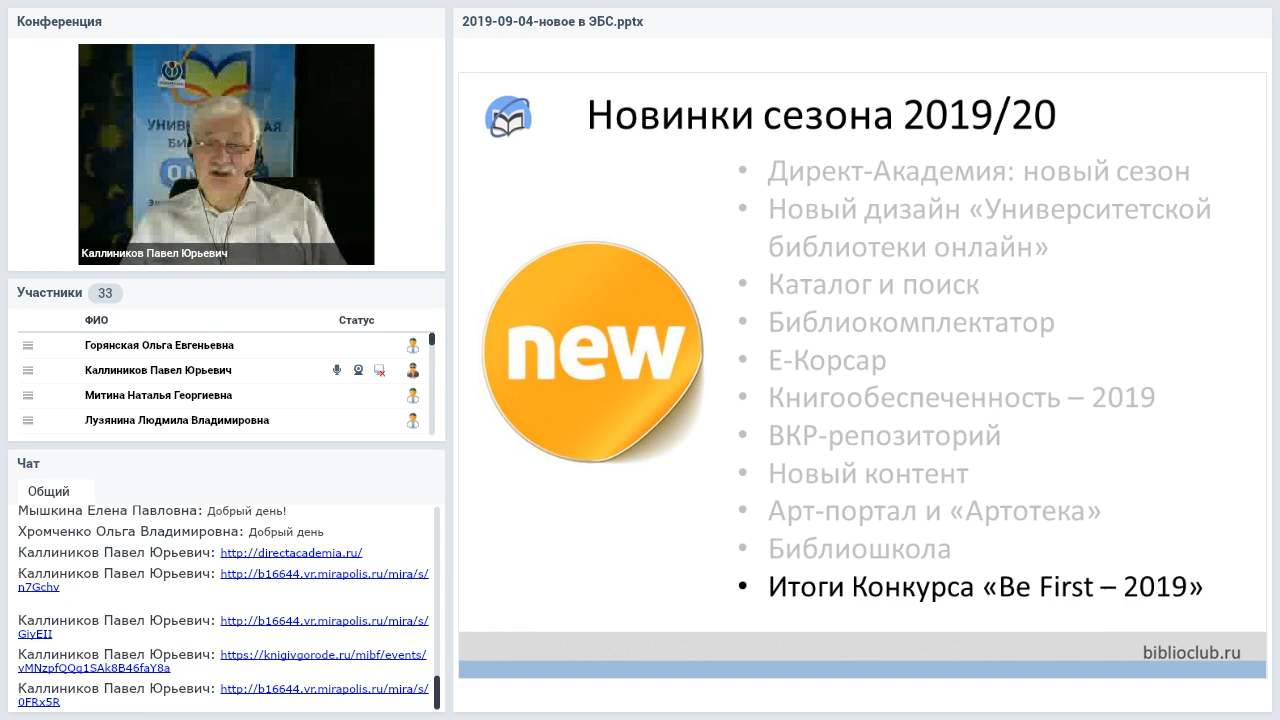 Конференция
УНИВ
АЯ
БИБ
Каллиников Павел Юрьевич
Участники 33
ФИО Статус
Горянская Ольга Евгеньевна
Каллиников Павел Юрьевич
Митина Наталья Георгиевна
Лузянина Людмила Владимировна
Чат
Общий
Мышкина Елена Павловна: Добрый день!
Хромченко Ольга Владимировна: Добрый день
Каллиников Павел Юрьевич: http://directacademia.ru/
Каллиников Павел Юрьевич: http://b16644.vr.mirapolis.ru/mira/s/
n7Gchv
Каллиников Павел Юрьевич: http://b16644.vr.mirapolis.ru/mira/s/
GiyEII
Каллиников Павел Юрьевич: https://knigivgorode.ru/mibf/events/
vMNzpfQQq1SAk8B46faY8a
Каллиников Павел Юрьевич: http://b16644.vr.mirapolis.ru/mira/s/
0FRx5R
2019-09-04-новое в ЭБС.pptx
Новинки сезона 2019/20
new
• Директ-Академия: новый сезон
• Новый дизайн «Университетской
библиотеки онлайн»
• Каталог и поиск
• Библиокомплектатор
• Е-Корсар
• Книгообеспеченность – 2019
• ВКР-репозиторий
• Новый контент
• Арт-портал и «Артотека»
• Библиошкола
• Итоги Конкурса «Be First – 2019»
biblioclub.ru